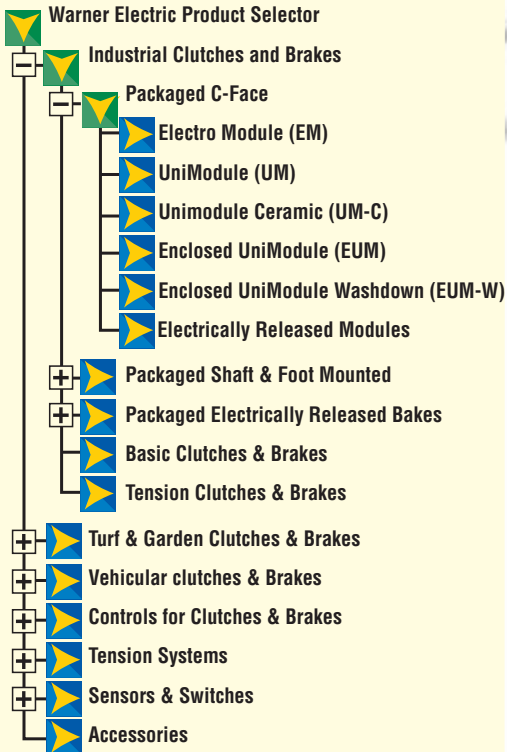 Warner Electric Product Selector
Industrial Clutches and Brakes
Packaged C-Face
Electro Module (EM)
UniModule (UM)
Unimodule Ceramic (UM-C)
Enclosed UniModule (EUM)
Enclosed UniModule Washdown (EUM-W)
Electrically Released Modules
Packaged Shaft & Foot Mounted
Packaged Electrically Released Bakes
Basic Clutches & Brakes
Tension Clutches & Brakes
Turf & Garden Clutches & Brakes
Vehicular clutches & Brakes
Controls for Clutches & Brakes
Tension Systems
Sensors & Switches
Accessories